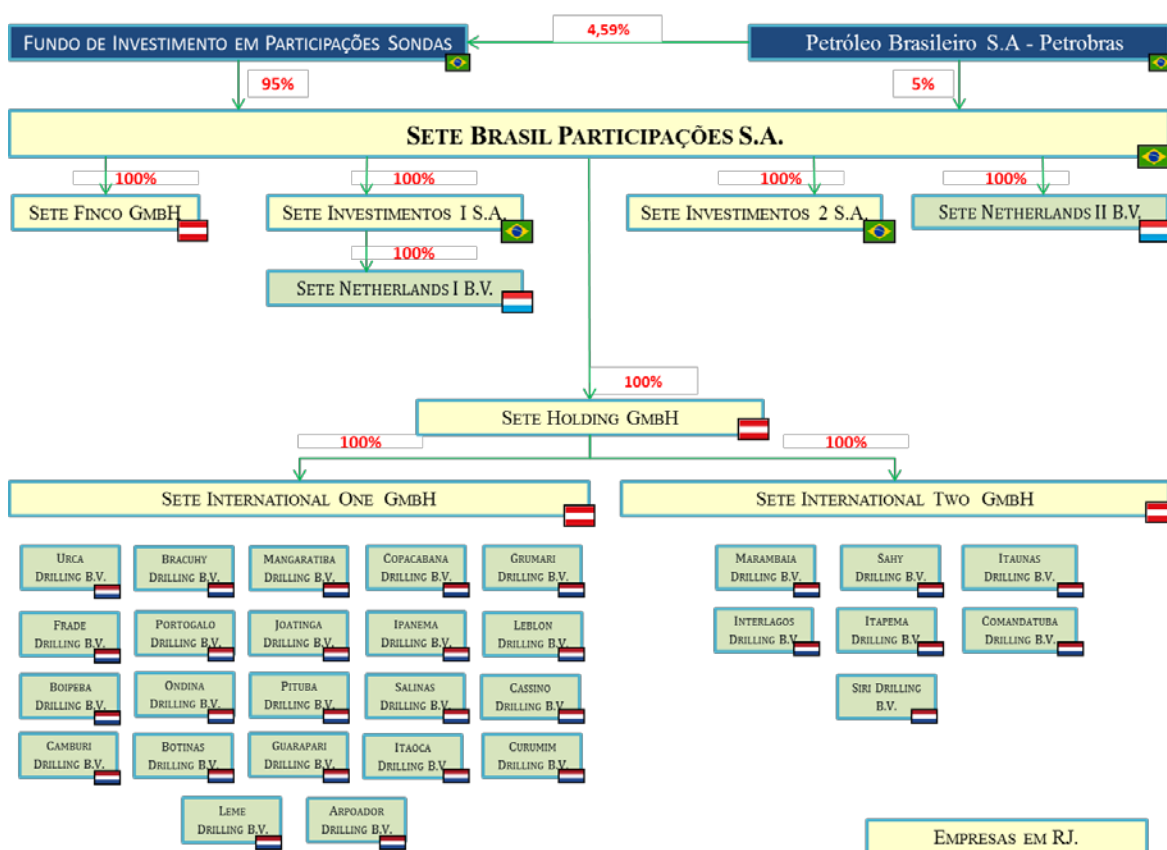 4,59%
FUNDO DE INVESTIMENTO EM PARTICIPAÇÕES SONDAS
Petróleo Brasileiro S.A - Petrobras
95%
5%
SETE BRASIL PARTICIPAÇÕES S.A.
100%
100%
100%
100%
SETE FINCO GMBH
SETE INVESTIMENTOS I S.A.
SETE INVESTIMENTOS 2 S.A.
SETE NETHERLANDS II B.V.
100%
SETE NETHERLANDS I B.V.
100%
SETE HOLDING GMBH
100%
100%
SETE INTERNATIONAL ONE GMBH
SETE INTERNATIONAL TWO GMBH
URCA
DRILLING B.V.
BRACUHY
DRILLING B.V.
MANGARATIBA
DRILLING B.V.
COPACABANA
DRILLING B.V.
GRUMARI
DRILLING B.V.
MARAMBAIA
DRILLING B.V.
SAHY
DRILLING B.V.
ITAUNAS
DRILLING B.V.
FRADE
DRILLING B.V.
PORTOGALO
DRILLING B.V.
JOATINGA
DRILLING B.V.
IPANEMA
DRILLING B.V.
LEBLON
DRILLING B.V.
INTERLAGOS
DRILLING B.V.
ITAPEMA
DRILLING B.V.
COMANDATUBA
DRILLING B.V.
BOIPEBA
DRILLING B.V.
ONDINA
DRILLING B.V.
PITUBA
DRILLING B.V.
SALINAS
DRILLING B.V.
CASSINO
DRILLING B.V.
SIRI DRILLING
B.V.
CAMBURI
DRILLING B.V.
BOTINAS
DRILLING B.V.
GUARAPARI
DRILLING B.V.
ITAOCA
DRILLING B.V.
CURUMIM
DRILLING B.V.
LEME
DRILLING B.V.
ARPOADOR
DRILLING B.V.
EMPRESAS EM RJ.